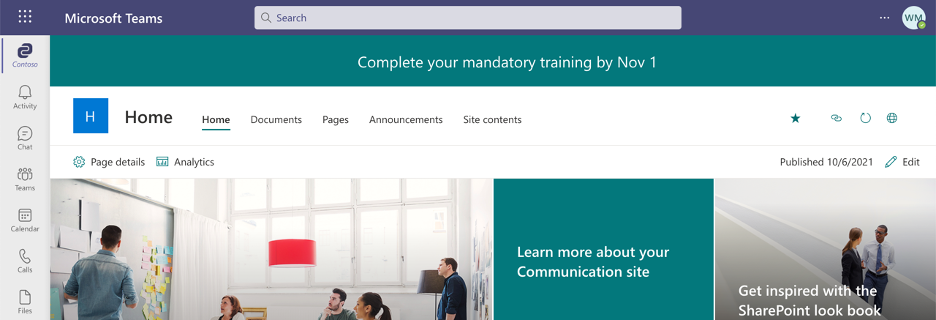 Microsoft Teams
Search
WM
Contoso
Activity
Chat
Teams
Calendar
Calls
Files
Complete your mandatory training by Nov 1
H
Home
Home Documents Pages Announcements Site contents
Page details Analytics
Published 10/6/2021 Edit
Learn more about your
Communication site
Get inspired with the
SharePoint look book